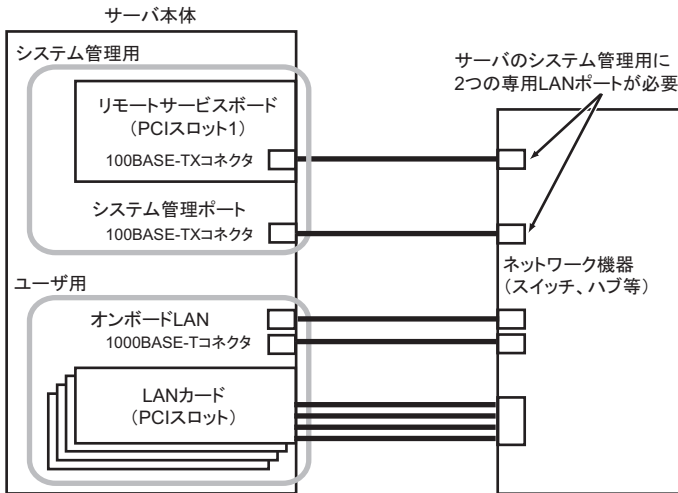 サーバ本体
システム管理用
リモートサービスボード
（PCIスロット1）
100BASE-TXコネクタ
システム管理ポート
100BASE-TXコネクタ
ユーザ用
オンボードLAN
1000BASE-Tコネクタ
LANカード
（PCIスロット）
サーバのシステム管理用に
2つの専用LANポートが必要
ネットワーク機器
（スイッチ、ハブ等）